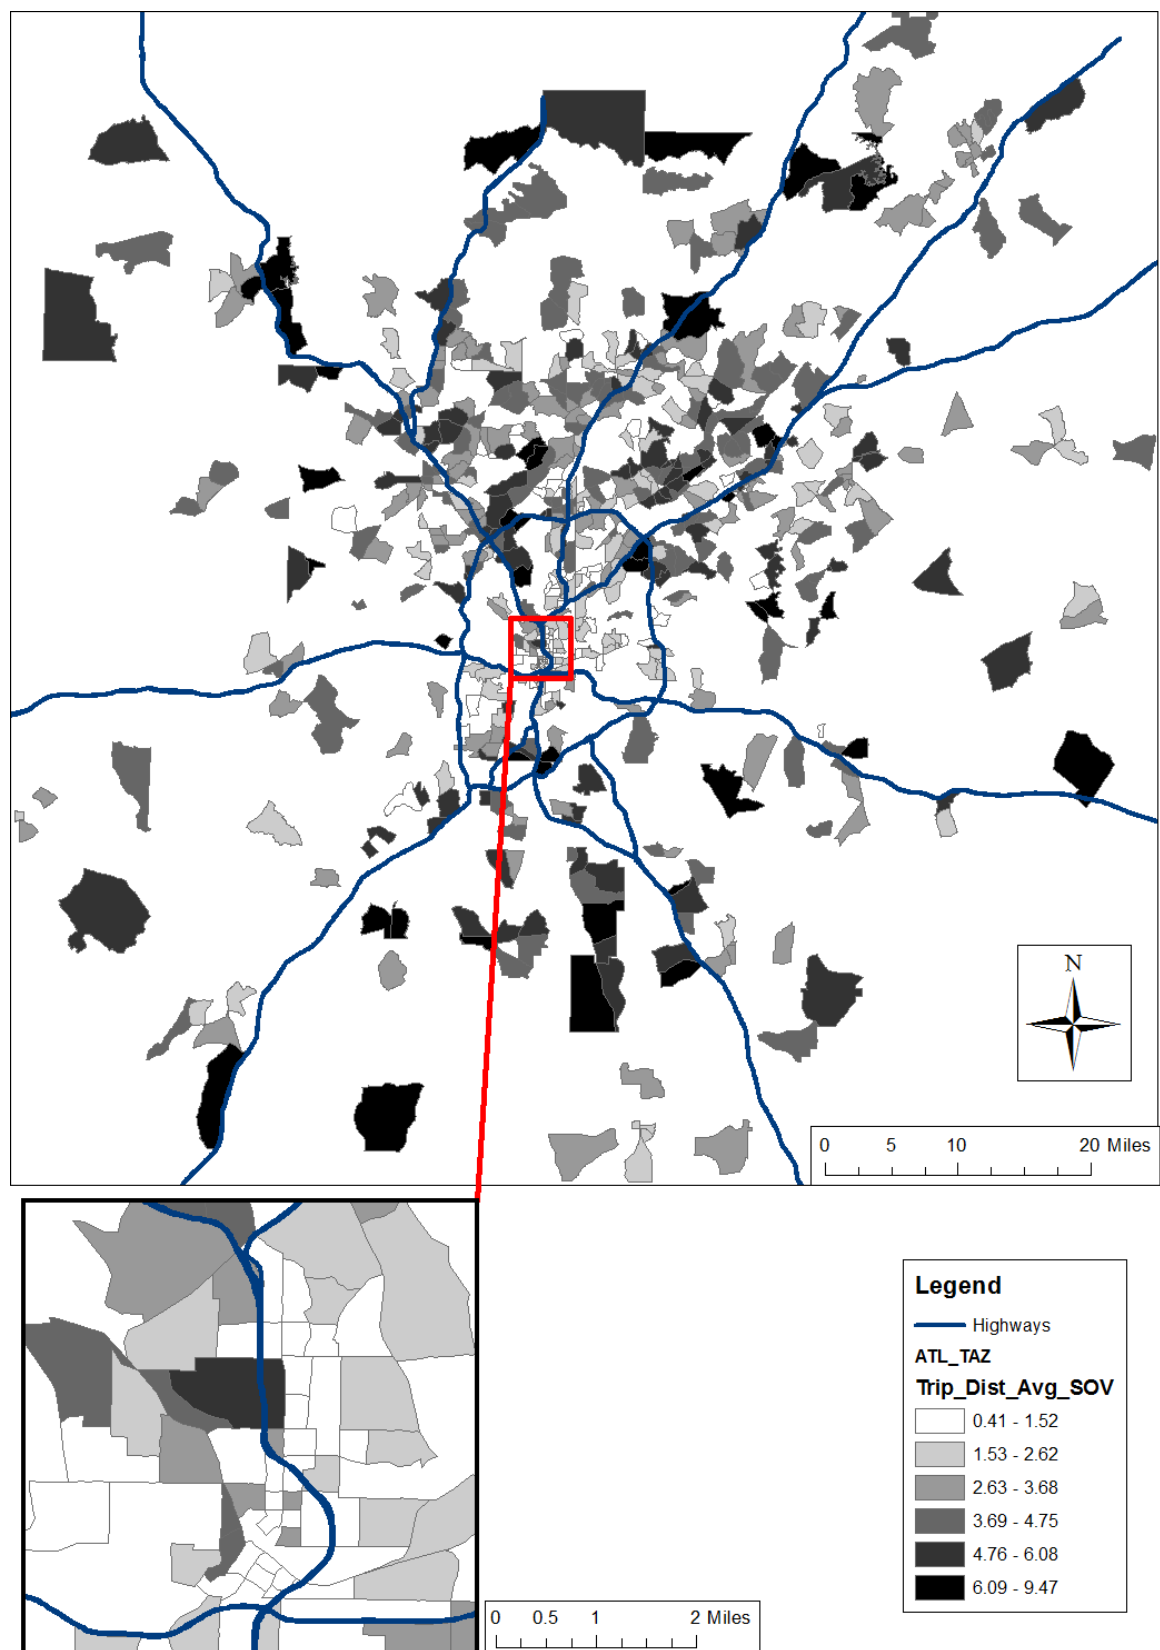 N
0 5 10 20 Miles
Legend
Highways
ATL_TAZ
Trip_Dist_Avg_SOV
0.41 - 1.52
1.53 - 2.62
2.63 - 3.68
3.69 - 4.75
4.76 - 6.08
6.09 - 9.47
0 0.5 1 2 Miles